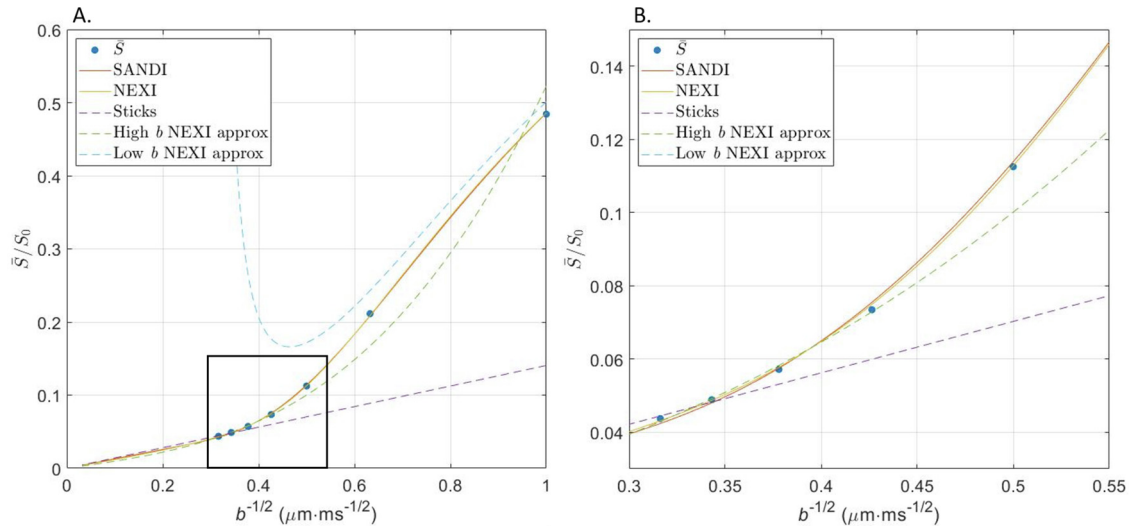 A.
S̄
SANDI
NEXI
Sticks
High b NEXI approx
Low b NEXI approx
0.6
0.5
0.4
0.3
0.2
0.1
0
S̄/S₀
0
0.2
0.4
0.6
0.8
1
b⁻¹/² (μm·ms⁻¹/²)
B.
S̄
SANDI
NEXI
Sticks
High b NEXI approx
Low b NEXI approx
0.14
0.12
0.1
0.08
0.06
0.04
S̄/S₀
0.3
0.35
0.4
0.45
0.5
0.55
b⁻¹/² (μm·ms⁻¹/²)